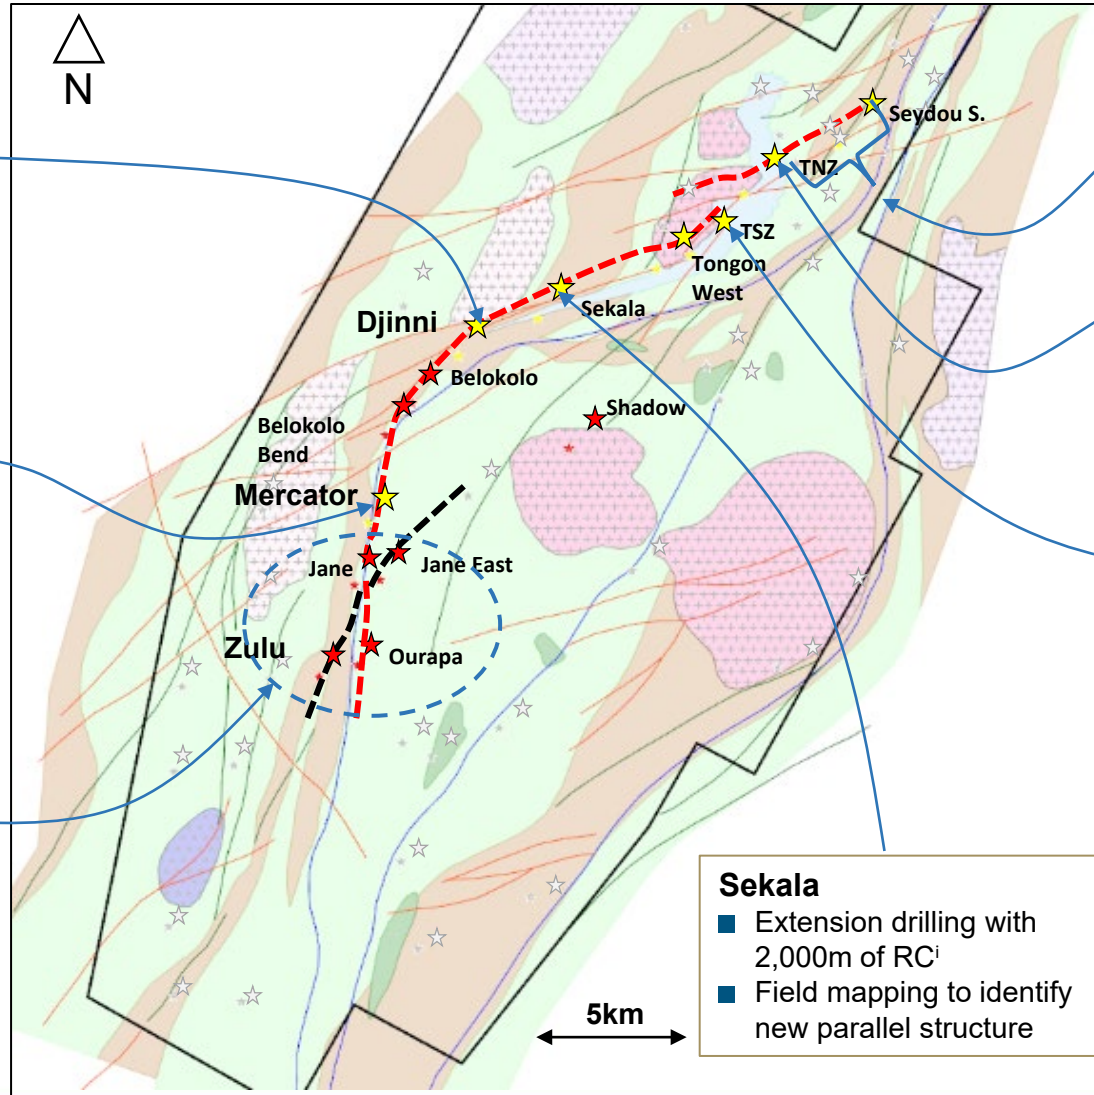 N
Seydou S.
TNZ
TSZ
Tongon
West
Sekala
Djinni
Belokolo
Shadow
Belokolo
Bend
Mercator
Jane
Jane East
Zulu
Ourapa
Sekala
Extension drilling with
2,000m of RCⁱ
Field mapping to identify
new parallel structure
5km